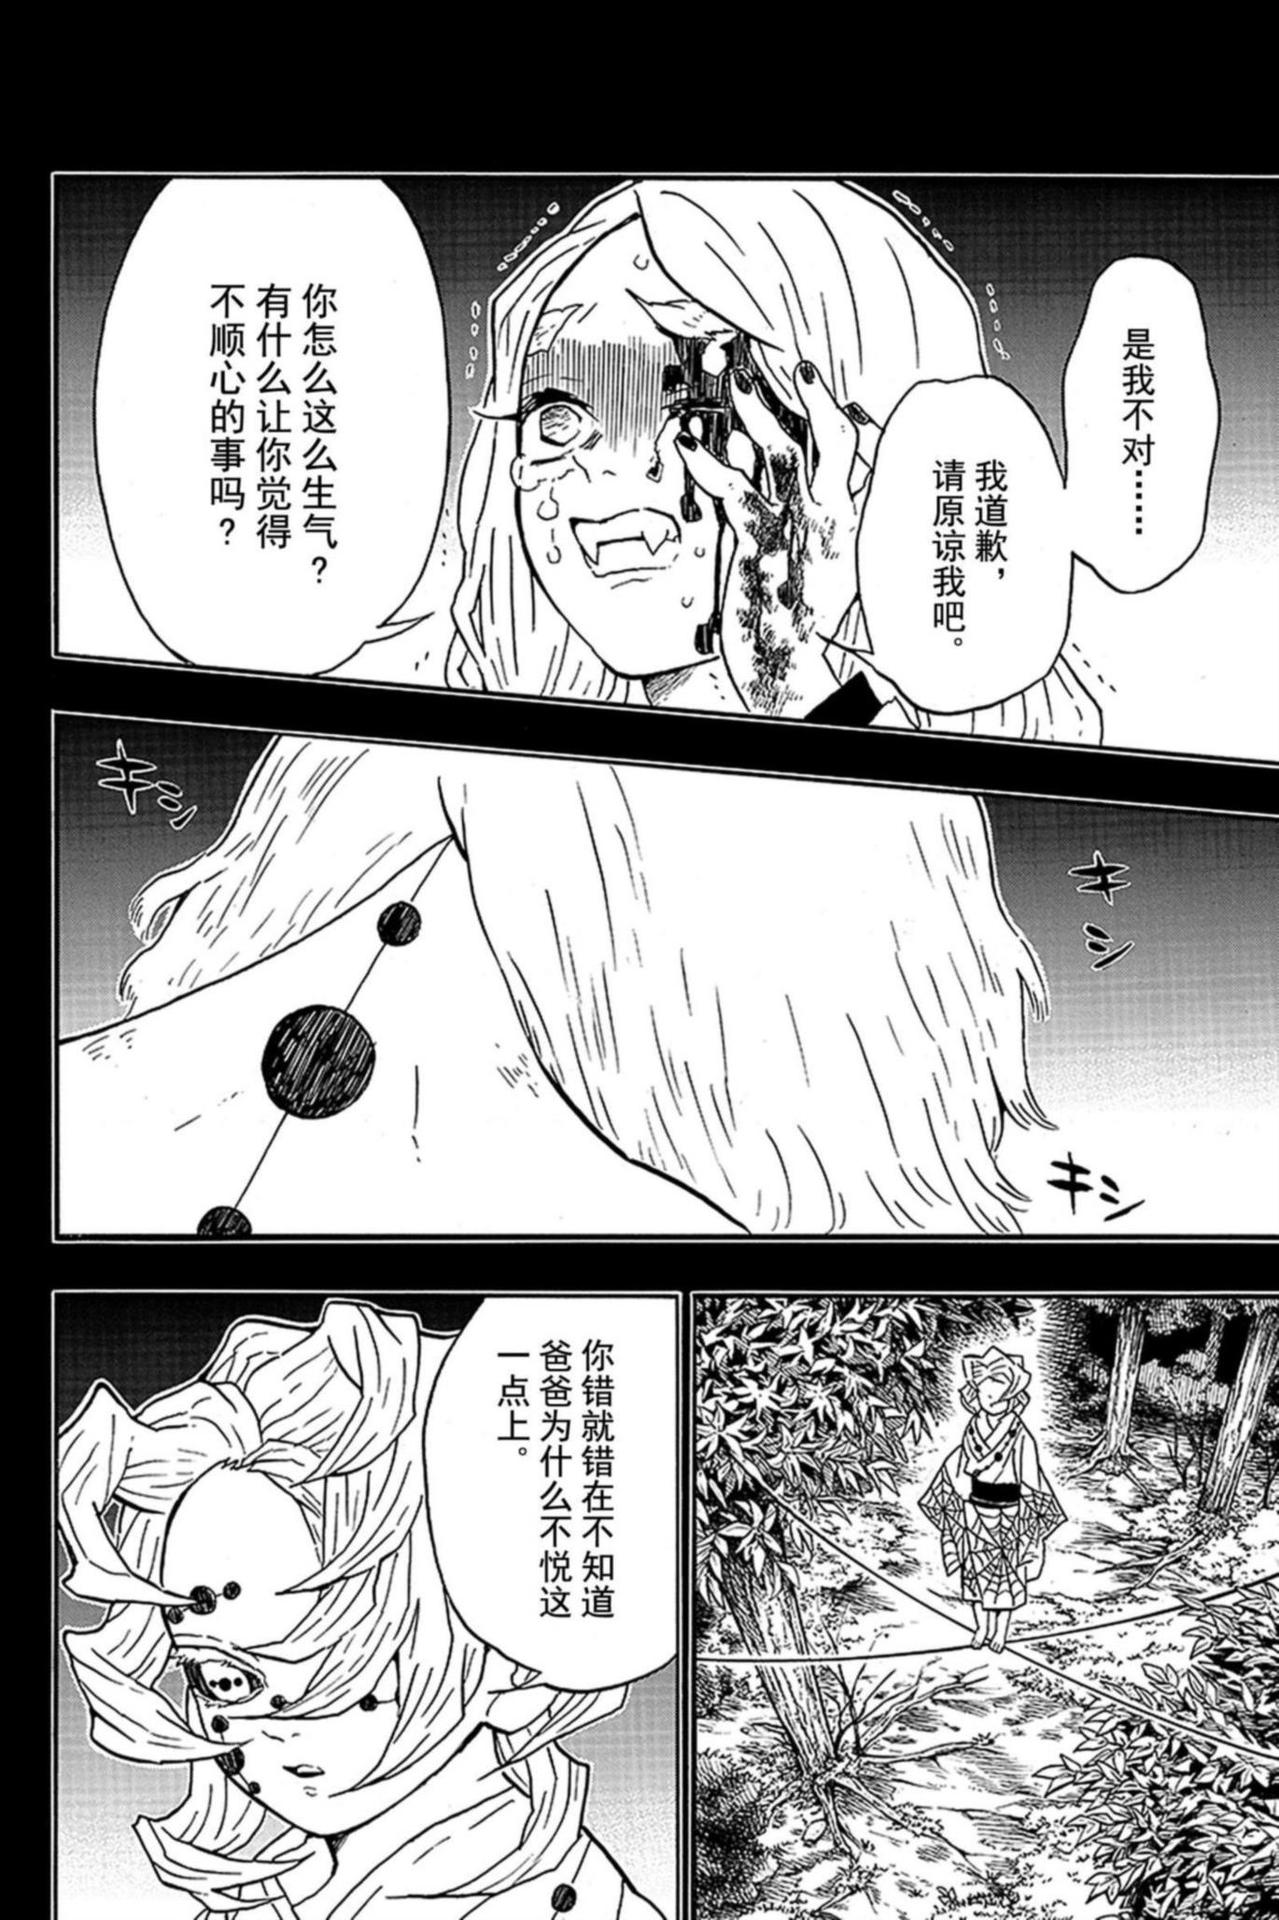 是我不对……
我道歉，
请原谅我吧。
你怎么这么生气？
有什么让你觉得
不顺心的事吗？
キシ
キシ
キシ
你错就错在不知道
爸爸为什么不悦这
一点上。